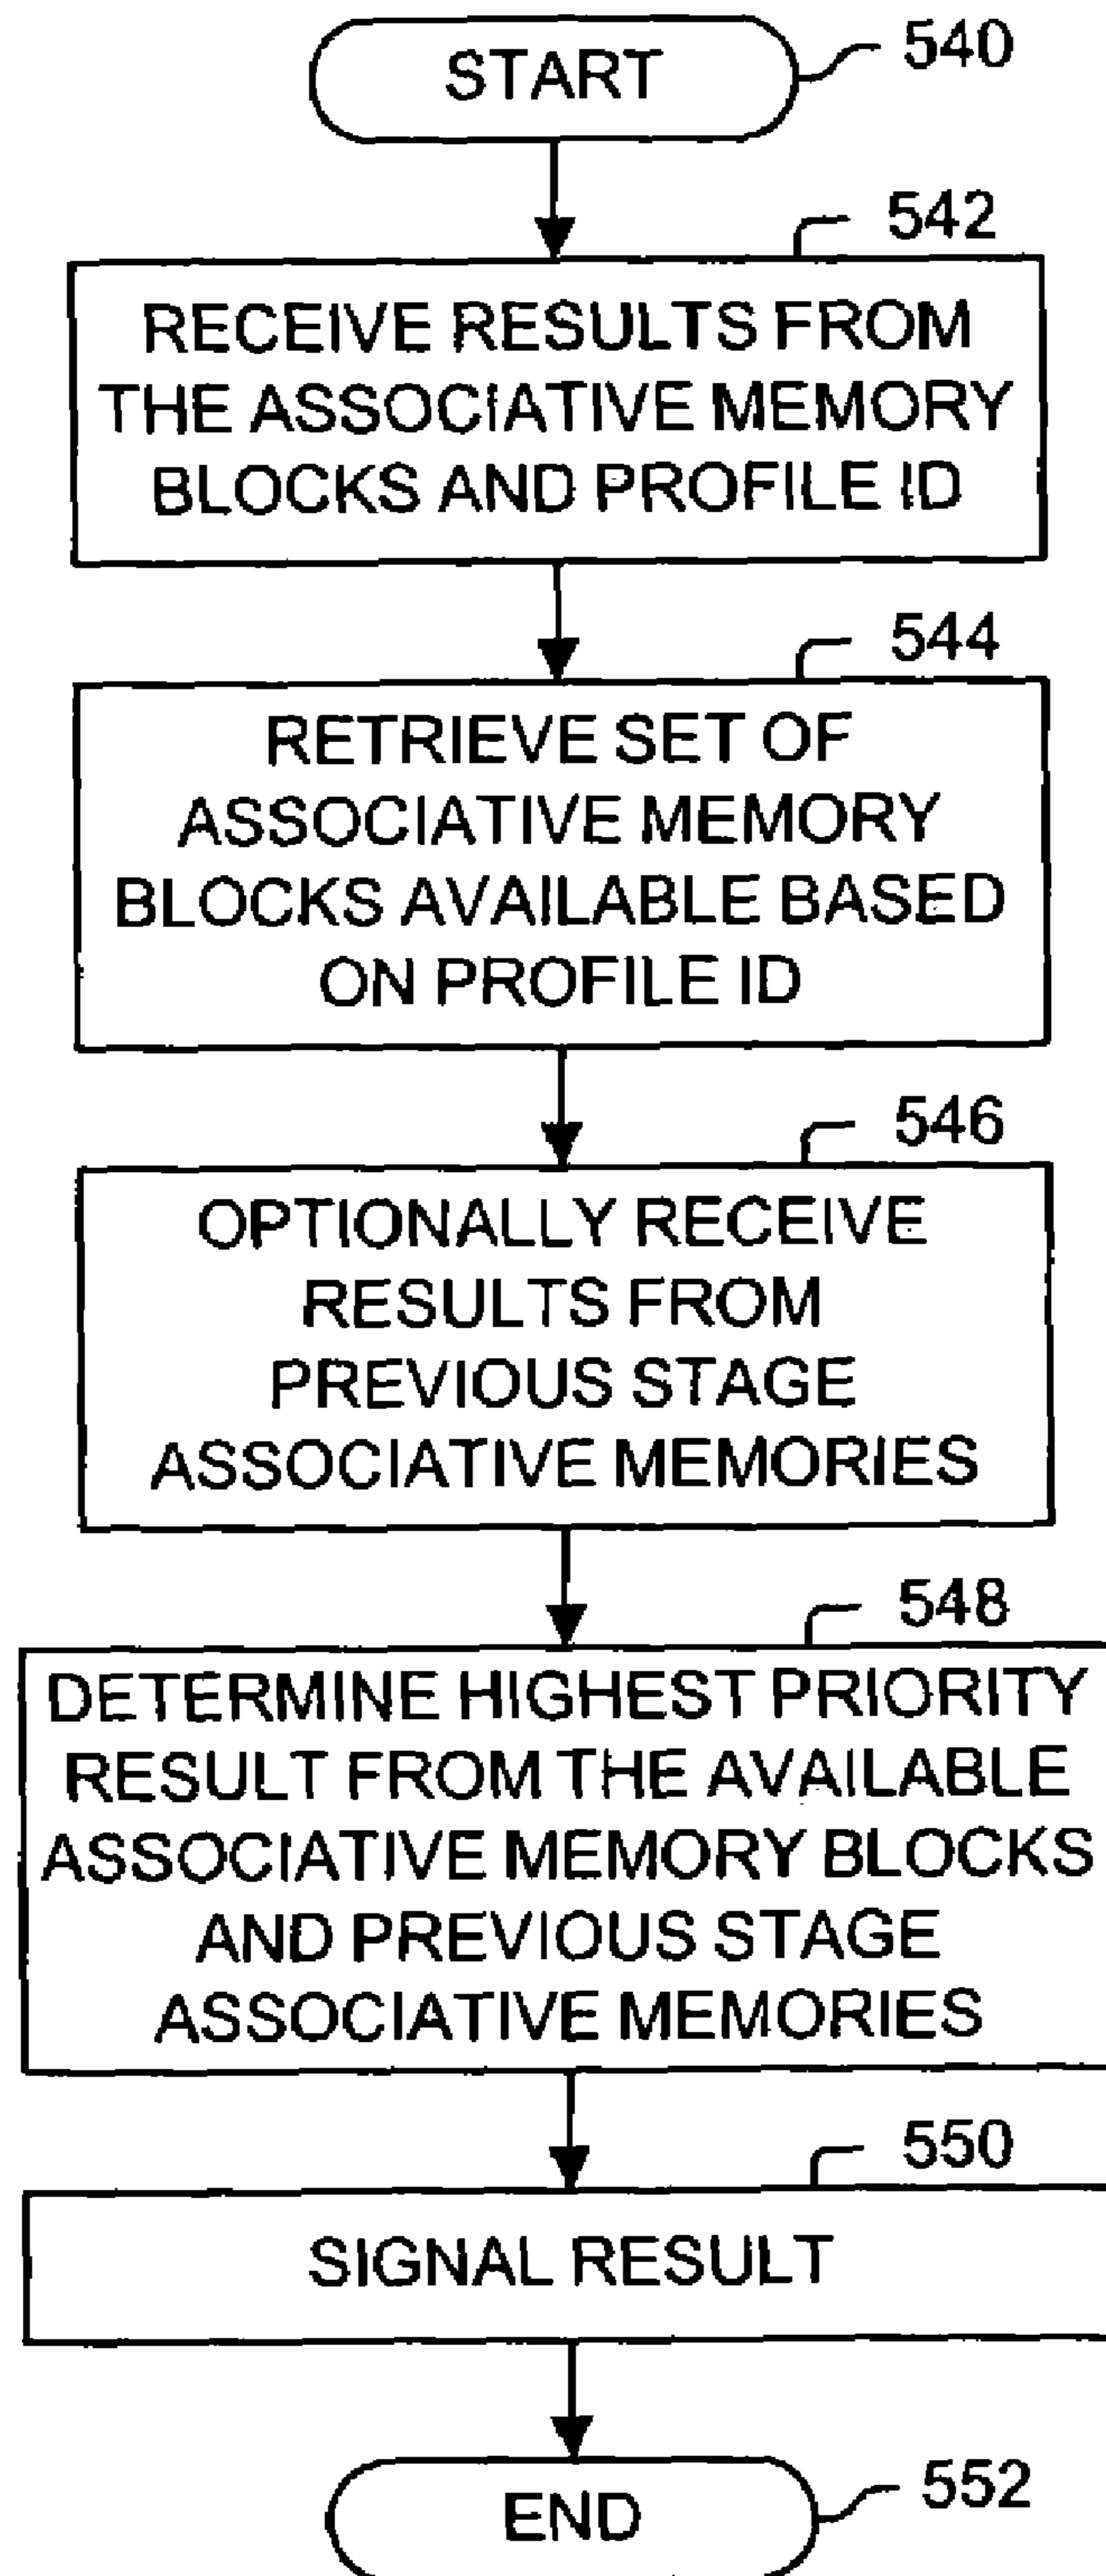 START
540
542
RECEIVE RESULTS FROM
THE ASSOCIATIVE MEMORY
BLOCKS AND PROFILE ID
544
RETRIEVE SET OF
ASSOCIATIVE MEMORY
BLOCKS AVAILABLE BASED
ON PROFILE ID
546
OPTIONALLY RECEIVE
RESULTS FROM
PREVIOUS STAGE
ASSOCIATIVE MEMORIES
548
DETERMINE HIGHEST PRIORITY
RESULT FROM THE AVAILABLE
ASSOCIATIVE MEMORY BLOCKS
AND PREVIOUS STAGE
ASSOCIATIVE MEMORIES
550
SIGNAL RESULT
END
552